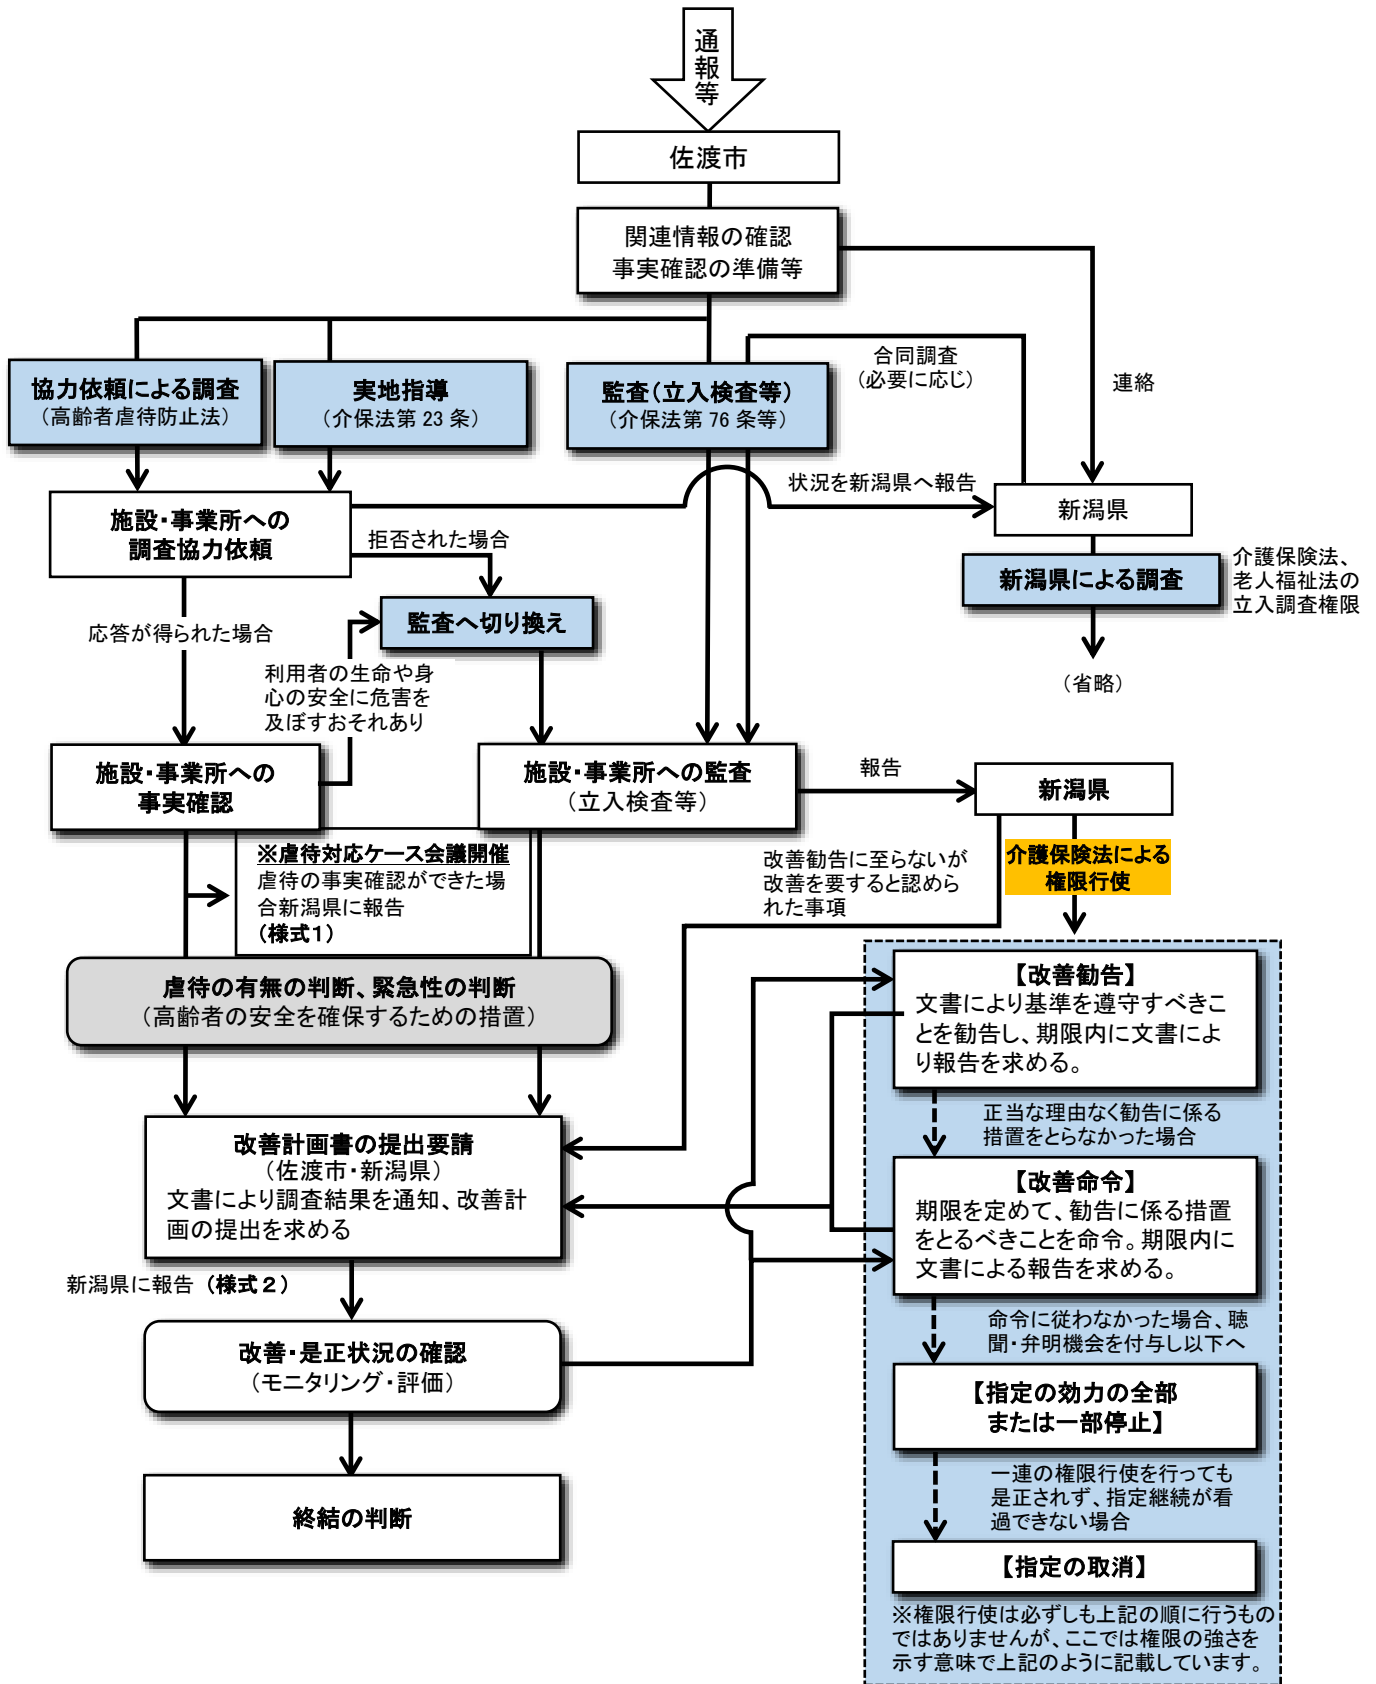 通報等
佐渡市
関連情報の確認
事実確認の準備等
協力依頼による調査
（高齢者虐待防止法）
実地指導
（介保法第 23 条）
監査（立入検査等）
（介保法第 76 条等）
合同調査
（必要に応じ）
連絡
状況を新潟県へ報告
新潟県
施設・事業所への
調査協力依頼
拒否された場合
新潟県による調査
介護保険法、
老人福祉法の
立入調査権限
監査へ切り換え
応答が得られた場合
利用者の生命や身
心の安全に危害を
及ぼすおそれあり
（省略）
施設・事業所への
事実確認
施設・事業所への監査
（立入検査等）
報告
新潟県
※虐待対応ケース会議開催
虐待の事実確認ができた場
合新潟県に報告
（様式１）
改善勧告に至らないが
改善を要すると認めら
れた事項
介護保険法による
権限行使
虐待の有無の判断、緊急性の判断
（高齢者の安全を確保するための措置）
【改善勧告】
文書により基準を遵守すべきこ
とを勧告し、期限内に文書によ
り報告を求める。
正当な理由なく勧告に係る
措置をとらなかった場合
改善計画書の提出要請
（佐渡市・新潟県）
文書により調査結果を通知、改善計
画の提出を求める
【改善命令】
期限を定めて、勧告に係る措置
をとるべきことを命令。期限内に
文書による報告を求める。
新潟県に報告 （様式２）
命令に従わなかった場合、聴
聞・弁明機会を付与し以下へ
改善・是正状況の確認
（モニタリング・評価）
【指定の効力の全部
または一部停止】
一連の権限行使を行っても
是正されず、指定継続が看
過できない場合
終結の判断
【指定の取消】
※権限行使は必ずしも上記の順に行うもの
ではありませんが、ここでは権限の強さを
示す意味で上記のように記載しています。